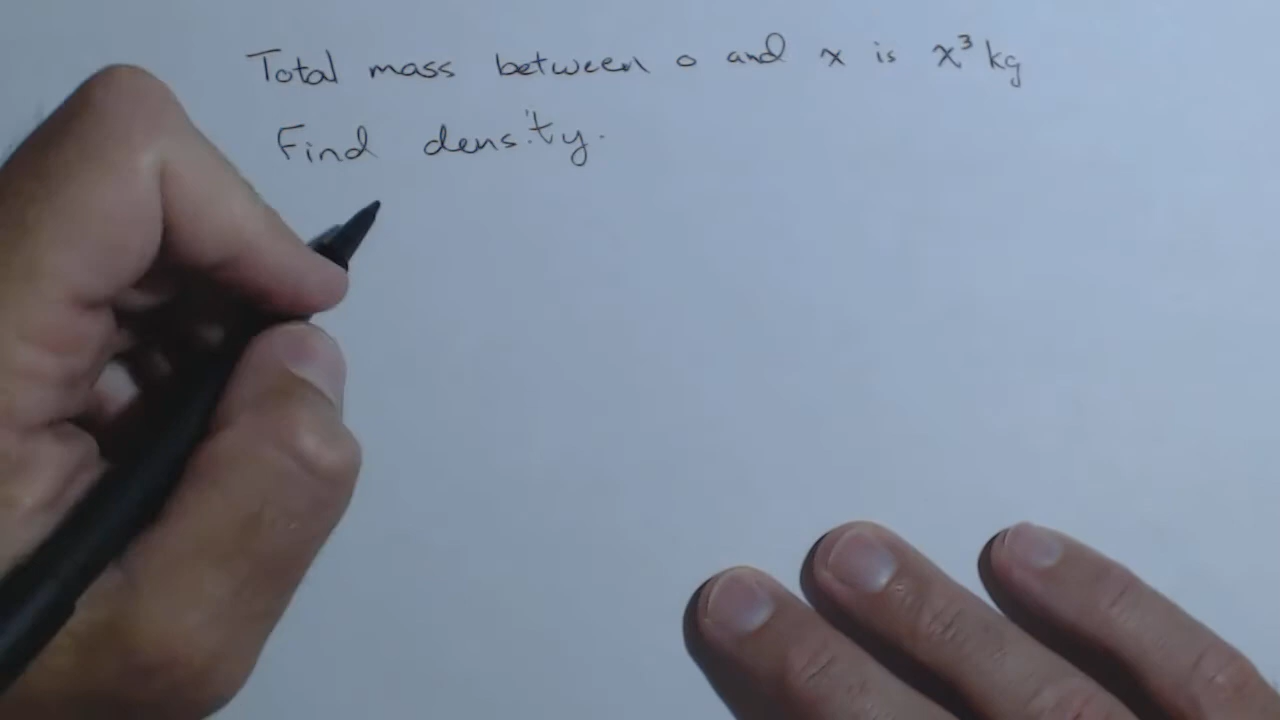 Total mass between 0 and x is x³ kg
Find density.